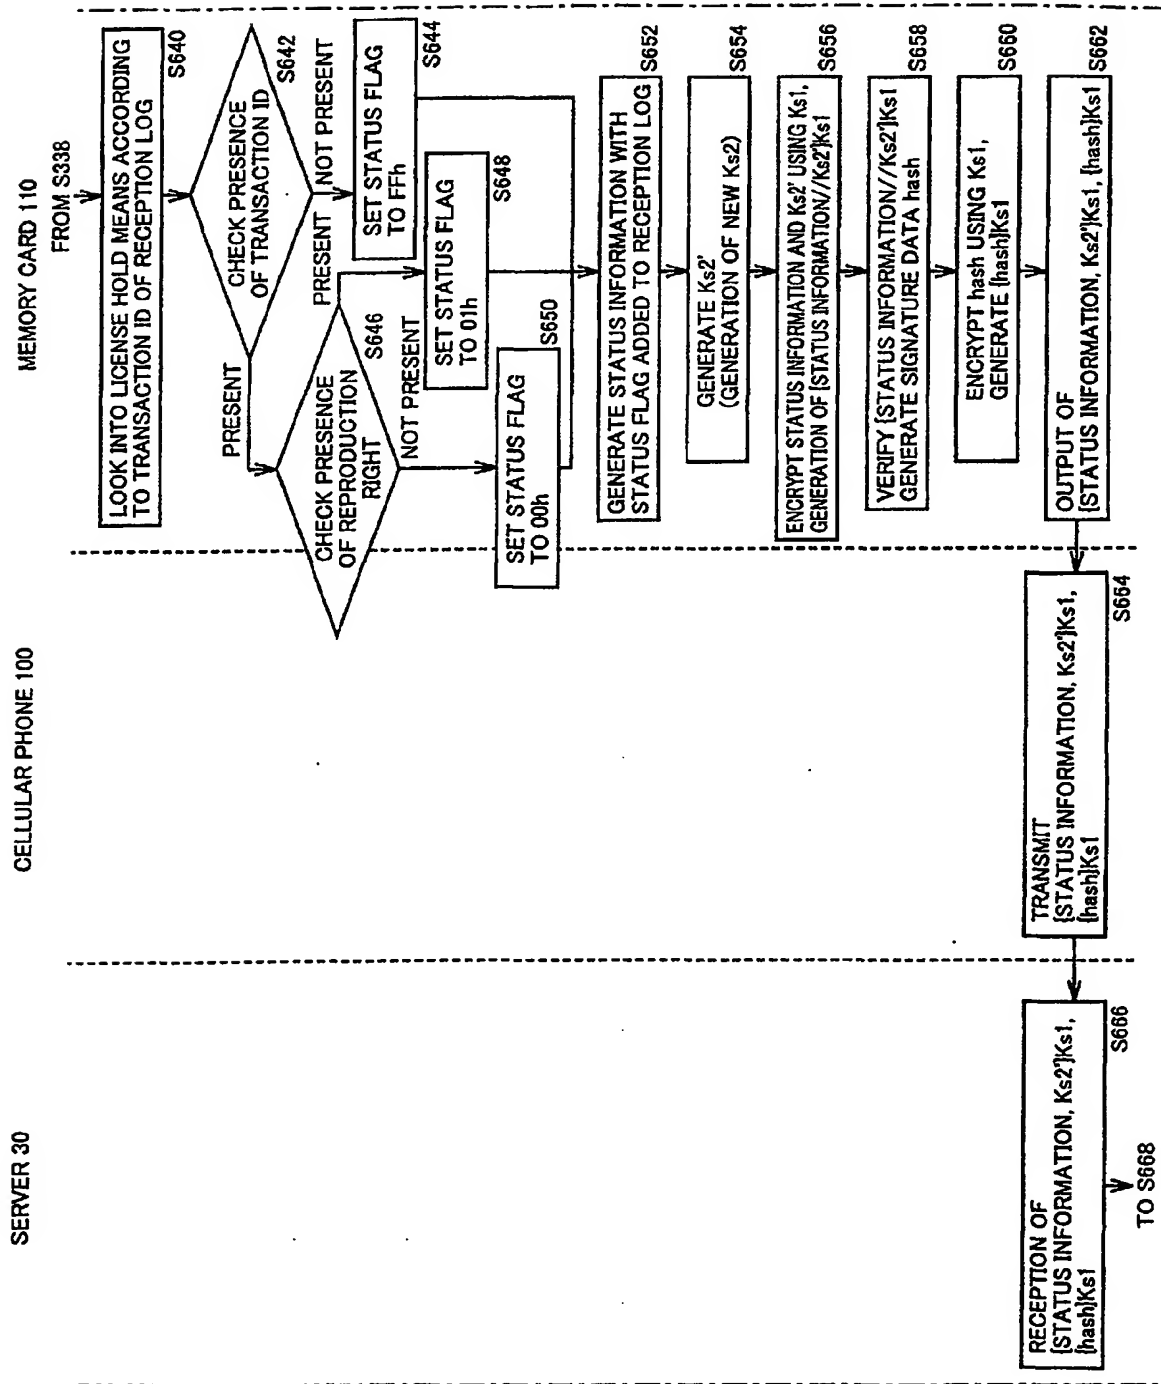 SERVER 30
CELLULAR PHONE 100
MEMORY CARD 110
FROM S338
LOOK INTO LICENSE HOLD MEANS ACCORDING
TO TRANSACTION ID OF RECEPTION LOG
S640
CHECK PRESENCE
OF TRANSACTION ID
S642
PRESENT
NOT PRESENT
SET STATUS FLAG
TO FFh
S644
CHECK PRESENCE
OF REPRODUCTION
RIGHT
S646
PRESENT
NOT PRESENT
SET STATUS FLAG
TO 01h
S648
SET STATUS FLAG
TO 00h
S650
GENERATE STATUS INFORMATION WITH
STATUS FLAG ADDED TO RECEPTION LOG
S652
GENERATE Ks2'
(GENERATION OF NEW Ks2)
S654
ENCRYPT STATUS INFORMATION AND Ks2' USING Ks1,
GENERATION OF {STATUS INFORMATION//Ks2'}Ks1
S656
VERIFY {STATUS INFORMATION//Ks2'}Ks1
GENERATE SIGNATURE DATA hash
S658
ENCRYPT hash USING Ks1,
GENERATE {hash}Ks1
S660
OUTPUT OF
{STATUS INFORMATION, Ks2'}Ks1, {hash}Ks1
S662
TRANSMIT
{STATUS INFORMATION, Ks2'}Ks1,
{hash}Ks1
S664
RECEPTION OF
{STATUS INFORMATION, Ks2'}Ks1,
{hash}Ks1
S666
TO S668